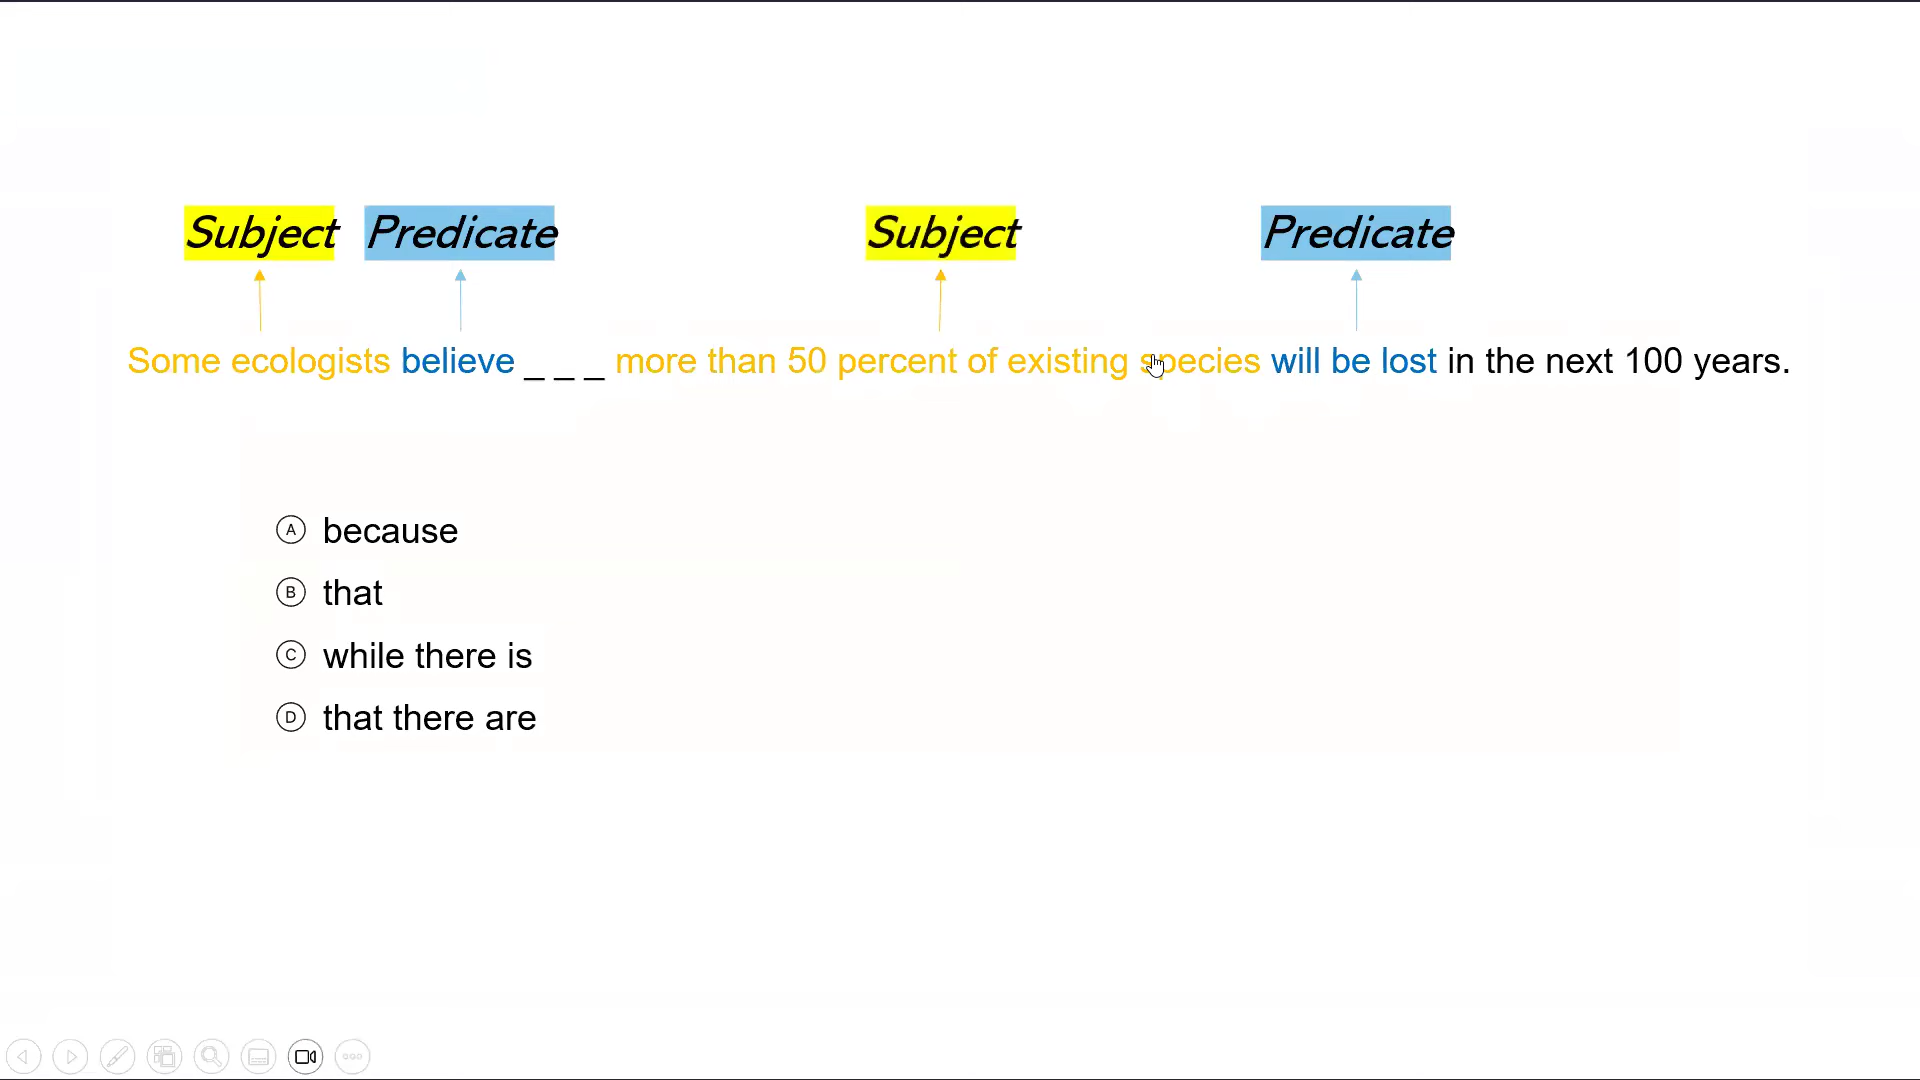 Subject Predicate Subject Predicate
Some ecologists believe _ _ _ more than 50 percent of existing species will be lost in the next 100 years.
A because
B that
C while there is
D that there are